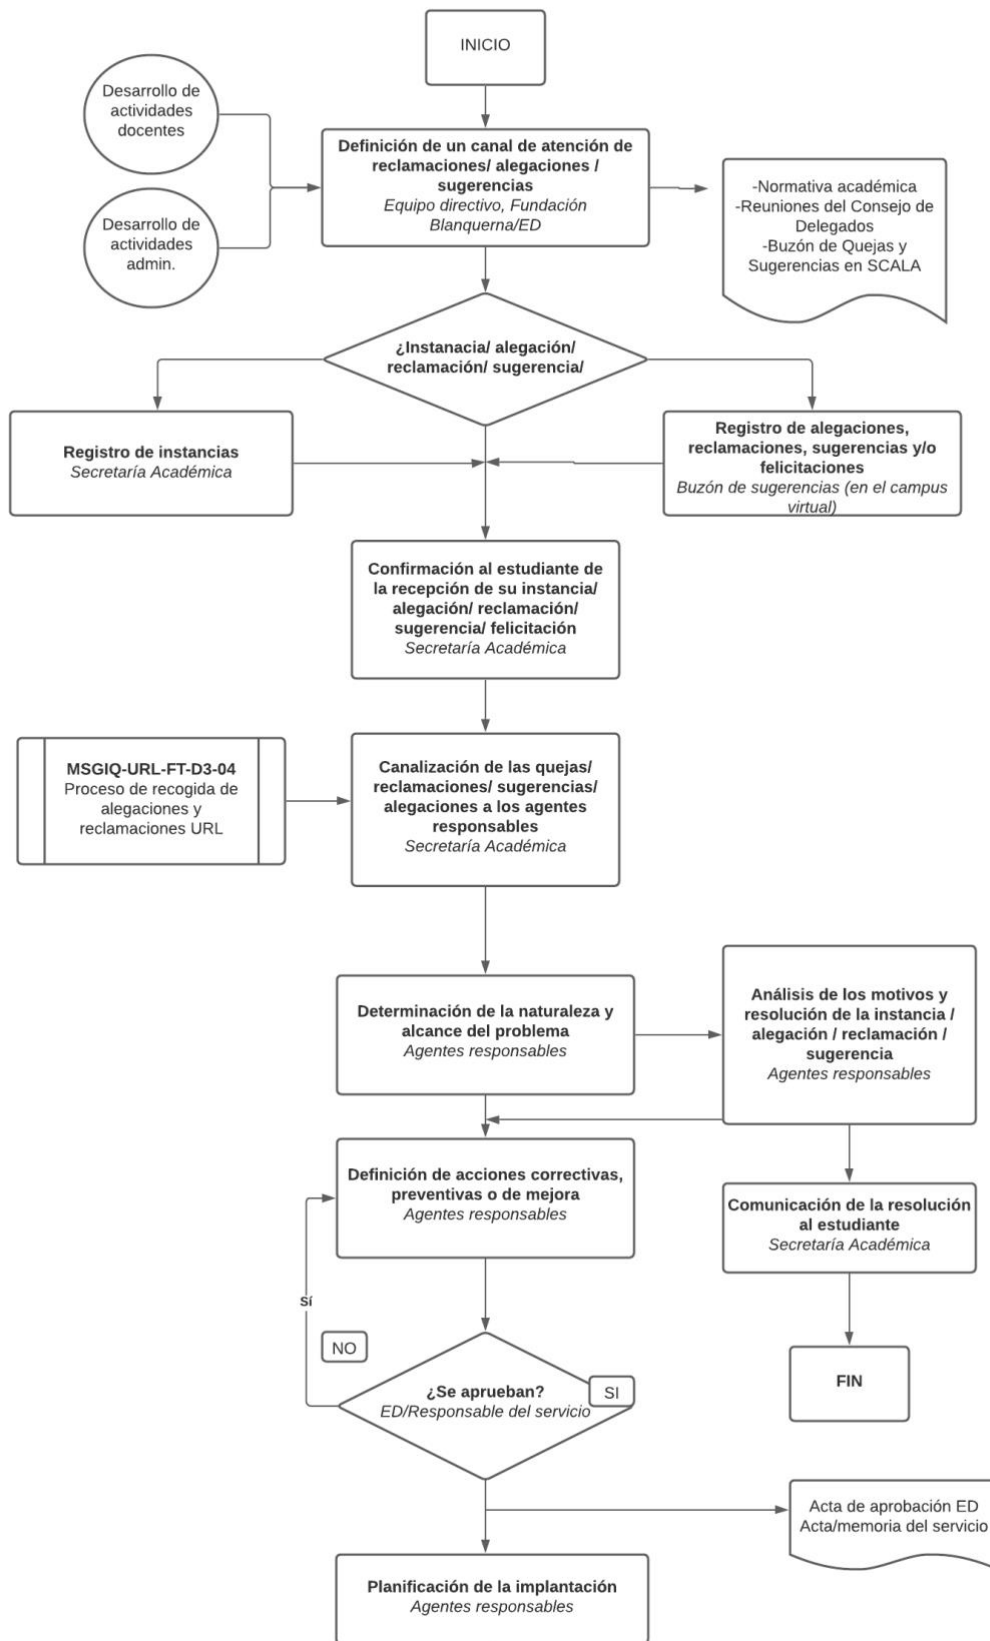 INICIO
Desarrollo de
actividades
docentes
Definición de un canal de atención de
reclamaciones/ alegaciones /
sugerencias
Equipo directivo, Fundación
Blanquerna/ED
-Normativa académica
-Reuniones del Consejo de
Delegados
-Buzón de Quejas y
Sugerencias en SCALA
Desarrollo de
actividades
admin.
¿Instanacia/ alegación/
reclamación/ sugerencia/
Registro de instancias
Secretaría Académica
Registro de alegaciones,
reclamaciones, sugerencias y/o
felicitaciones
Buzón de sugerencias (en el campus
virtual)
Confirmación al estudiante de
la recepción de su instancia/
alegación/ reclamación/
sugerencia/ felicitación
Secretaría Académica
MSGIQ-URL-FT-D3-04
Proceso de recogida de
alegaciones y
reclamaciones URL
Canalización de las quejas/
reclamaciones/ sugerencias/
alegaciones a los agentes
responsables
Secretaría Académica
Determinación de la naturaleza y
alcance del problema
Agentes responsables
Análisis de los motivos y
resolución de la instancia /
alegación / reclamación /
sugerencia
Agentes responsables
Definición de acciones correctivas,
preventivas o de mejora
Agentes responsables
Comunicación de la resolución
al estudiante
Secretaría Académica
Sí
NO
FIN
¿Se aprueban?
ED/Responsable del servicio
SI
Acta de aprobación ED
Acta/memoria del servicio
Planificación de la implantación
Agentes responsables